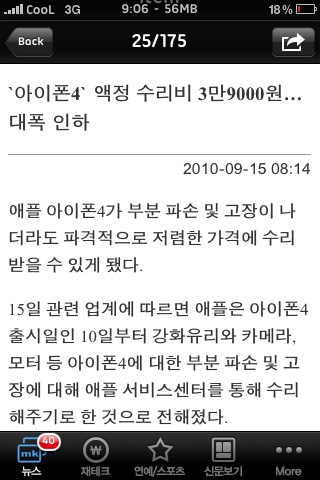 CooL 3G 9:06 - 56MB 18%
Back 25/175
`아이폰4` 액정 수리비 3만9000원…
대폭 인하
2010-09-15 08:14
애플 아이폰4가 부분 파손 및 고장이 나
더라도 파격적으로 저렴한 가격에 수리
받을 수 있게 됐다.
15일 관련 업계에 따르면 애플은 아이폰4
출시일인 10일부터 강화유리와 카메라,
모터 등 아이폰4에 대한 부분 파손 및 고
장에 대해 애플 서비스센터를 통해 수리
해주기로 한 것으로 전해졌다.
mk 40 ₩
뉴스 재테크 연예/스포츠 신문보기 More